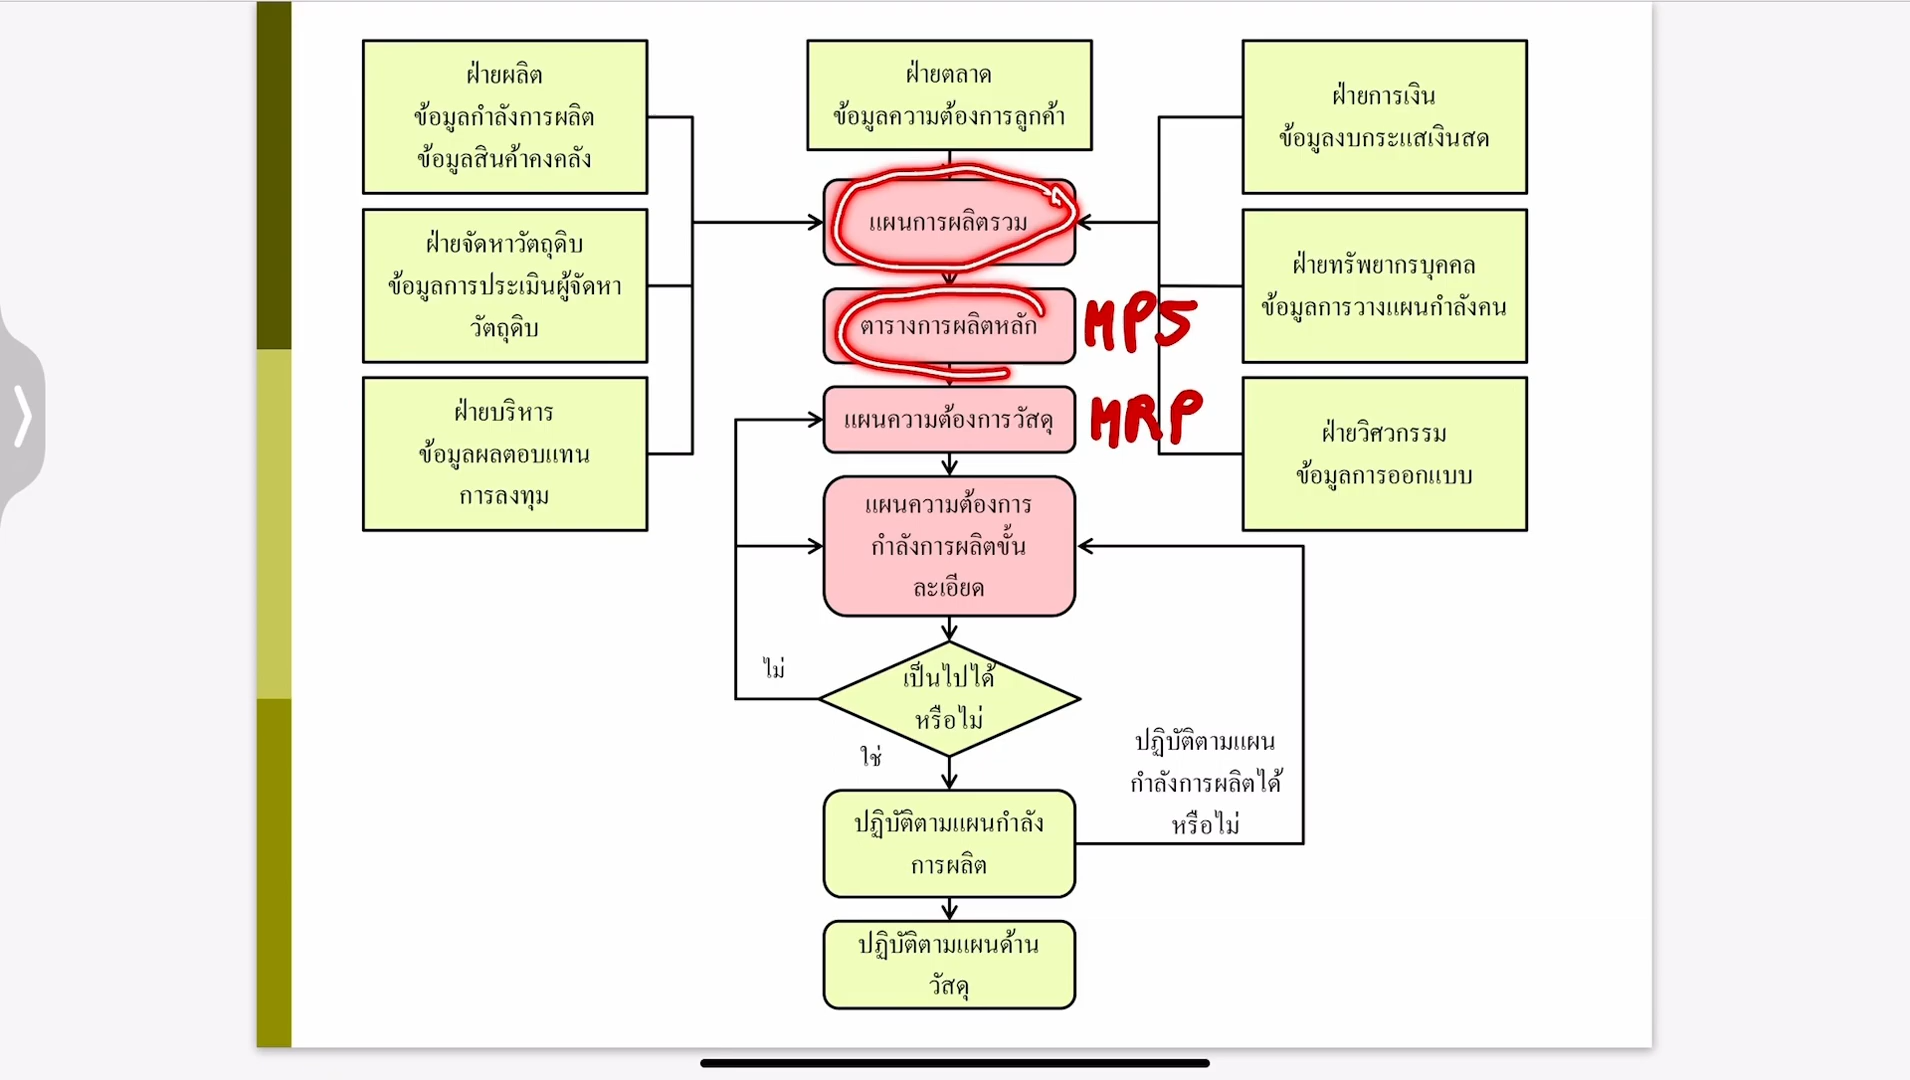 ฝ่ายผลิต
ข้อมูลกำลังการผลิต
ข้อมูลสินค้าคงคลัง
ฝ่ายจัดหาวัตถุดิบ
ข้อมูลการประเมินผู้จัดหา
วัตถุดิบ
ฝ่ายบริหาร
ข้อมูลผลตอบแทน
การลงทุม
ฝ่ายตลาด
ข้อมูลความต้องการลูกค้า
แผนการผลิตรวม
ตารางการผลิตหลัก
MPS
แผนความต้องการวัสดุ
MRP
แผนความต้องการ
กำลังการผลิตขั้น
ละเอียด
เป็นไปได้
หรือไม่
ไม่
ใช่
ปฏิบัติตามแผนกำลัง
การผลิต
ปฏิบัติตามแผนด้าน
วัสดุ
ฝ่ายการเงิน
ข้อมูลงบกระแสเงินสด
ฝ่ายทรัพยากรบุคคล
ข้อมูลการวางแผนกำลังคน
ฝ่ายวิศวกรรม
ข้อมูลการออกแบบ
ปฏิบัติตามแผน
กำลังการผลิตได้
หรือไม่